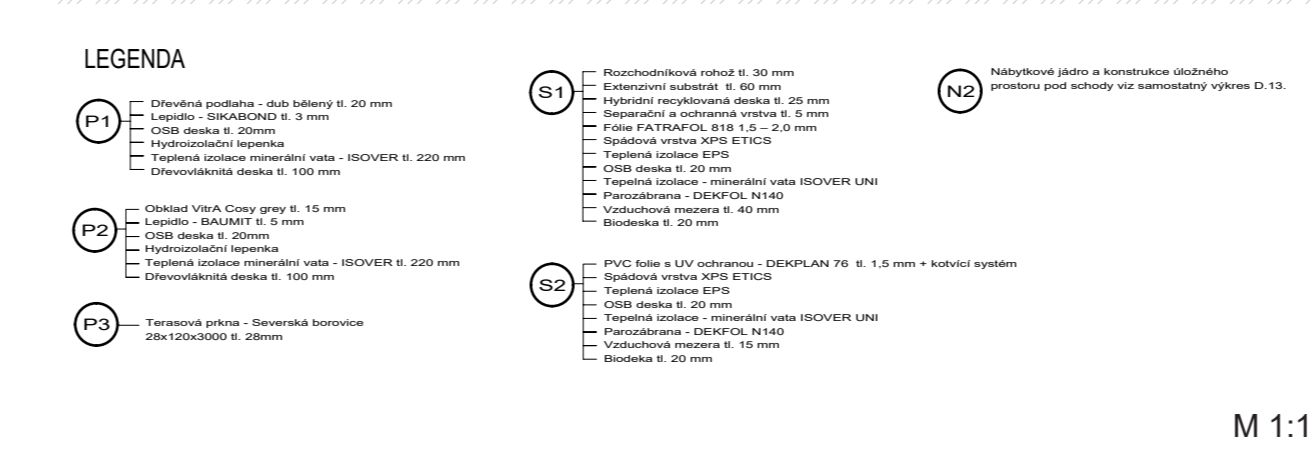 LEGENDA
P1
Dřevěná podlaha - dub bělený tl. 20 mm
Lepidlo - SIKABOND tl. 3 mm
OSB deska tl. 20mm
Hydroizolační lepenka
Teplená izolace minerální vata - ISOVER tl. 220 mm
Dřevovláknitá deska tl. 100 mm
P2
Obklad VitrA Cosy grey tl. 15 mm
Lepidlo - BAUMIT tl. 5 mm
OSB deska tl. 20mm
Hydroizolační lepenka
Teplená izolace minerální vata - ISOVER tl. 220 mm
Dřevovláknitá deska tl. 100 mm
P3
Terasová prkna - Severská borovice
28x120x3000 tl. 28mm
S1
Rozchodníková rohož tl. 30 mm
Extenzivní substrát tl. 60 mm
Hybridní recyklovaná deska tl. 25 mm
Separační a ochranná vrstva tl. 5 mm
Fólie FATRAFOL 818 1,5 – 2,0 mm
Spádová vrstva XPS ETICS
Teplená izolace EPS
OSB deska tl. 20 mm
Tepelná izolace - minerální vata ISOVER UNI
Parozábrana - DEKFOL N140
Vzduchová mezera tl. 40 mm
Biodeska tl. 20 mm
S2
PVC folie s UV ochranou - DEKPLAN 76 tl. 1,5 mm + kotvící systém
Spádová vrstva XPS ETICS
Teplená izolace EPS
OSB deska tl. 20 mm
Tepelná izolace - minerální vata ISOVER UNI
Parozábrana - DEKFOL N140
Vzduchová mezera tl. 15 mm
Biodeka tl. 20 mm
N2
Nábytkové jádro a konstrukce úložného
prostoru pod schody viz samostatný výkres D.13.
M 1:1